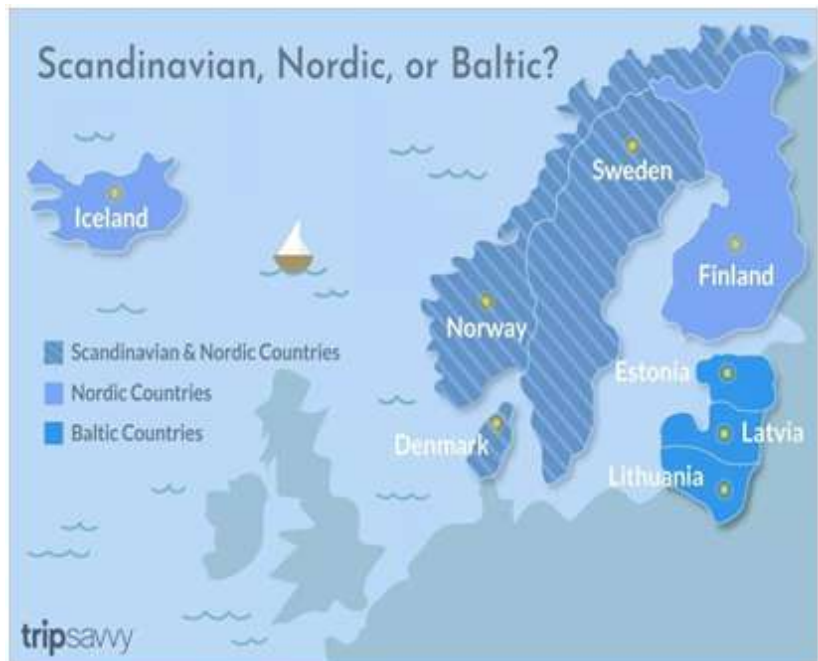 Scandinavian, Nordic, or Baltic?
Sweden
Iceland
Finland
Norway
Scandinavian & Nordic Countries
Nordic Countries
Baltic Countries
Estonia
Denmark
Latvia
Lithuania
tripsavvy